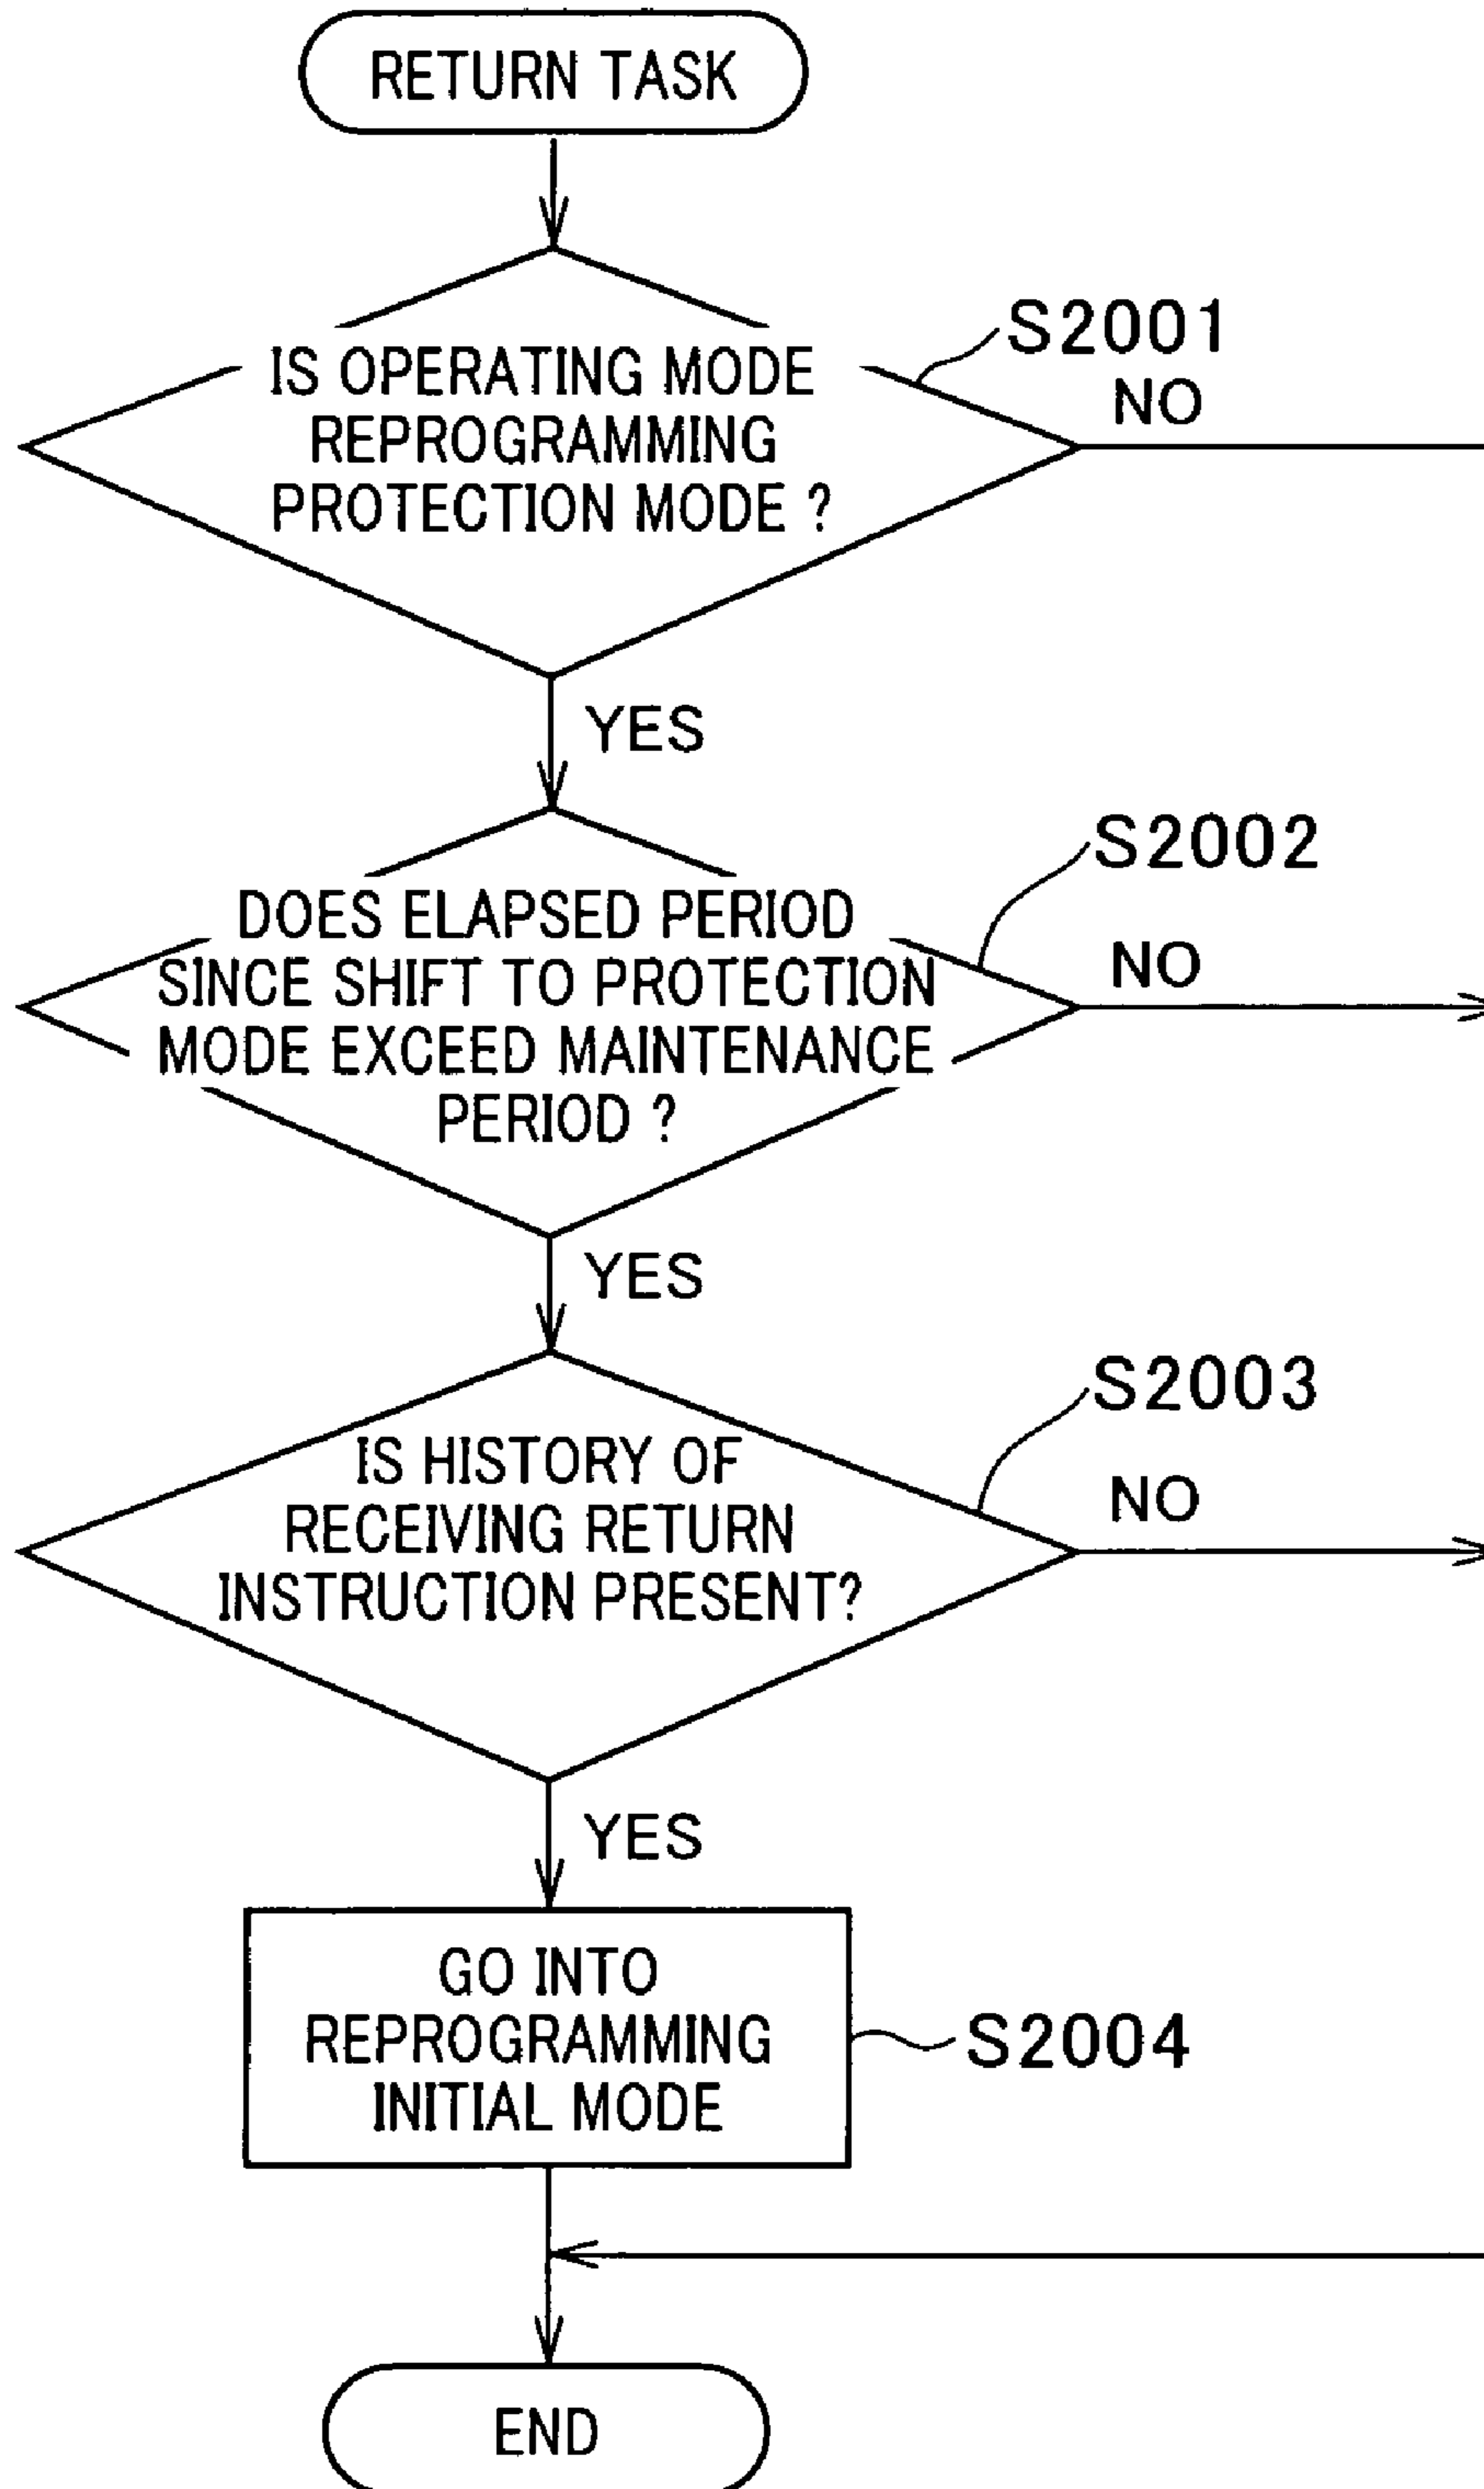 RETURN TASK
IS OPERATING MODE
REPROGRAMMING
PROTECTION MODE ?
S2001
NO
YES
DOES ELAPSED PERIOD
SINCE SHIFT TO PROTECTION
MODE EXCEED MAINTENANCE
PERIOD ?
S2002
NO
YES
IS HISTORY OF
RECEIVING RETURN
INSTRUCTION PRESENT?
S2003
NO
YES
GO INTO
REPROGRAMMING
INITIAL MODE
S2004
END